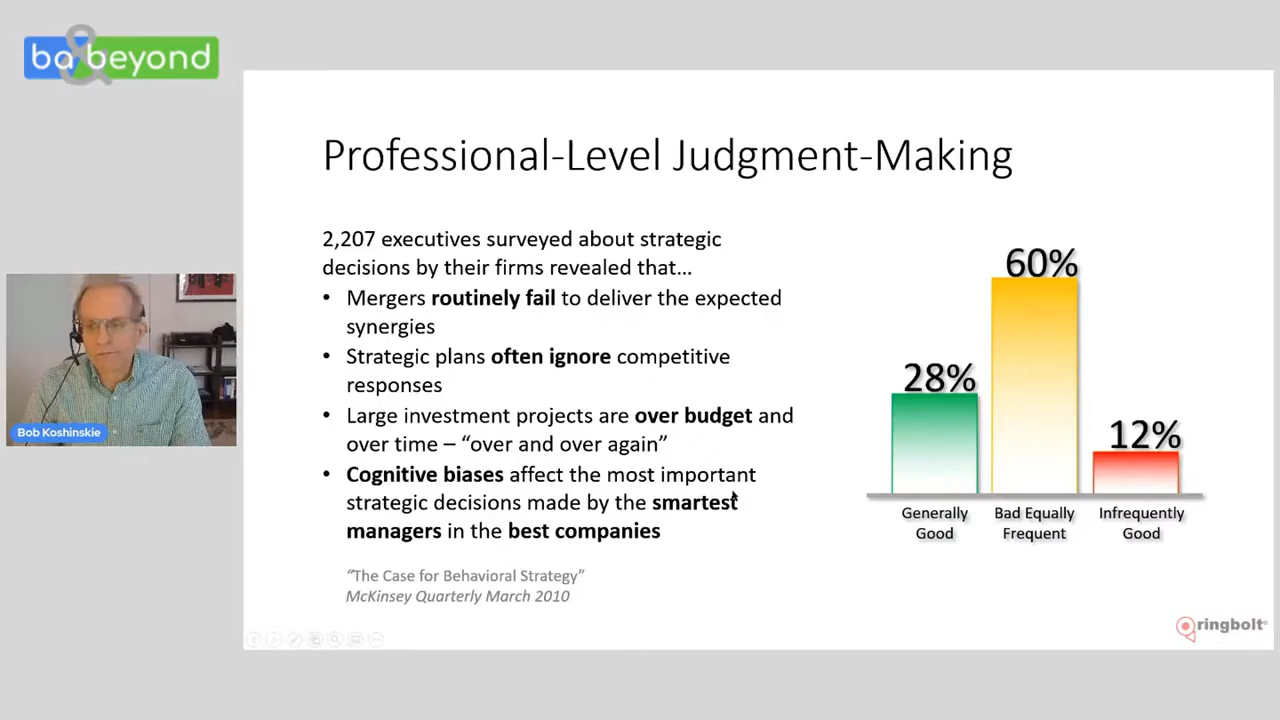 ba&beyond
Professional-Level Judgment-Making
2,207 executives surveyed about strategic
decisions by their firms revealed that...
• Mergers routinely fail to deliver the expected
synergies
• Strategic plans often ignore competitive
responses
• Large investment projects are over budget and
over time – “over and over again”
• Cognitive biases affect the most important
strategic decisions made by the smartest
managers in the best companies
“The Case for Behavioral Strategy”
McKinsey Quarterly March 2010
28%
60%
12%
Generally
Good
Bad Equally
Frequent
Infrequently
Good
Bob Koshinskie
ringbolt®